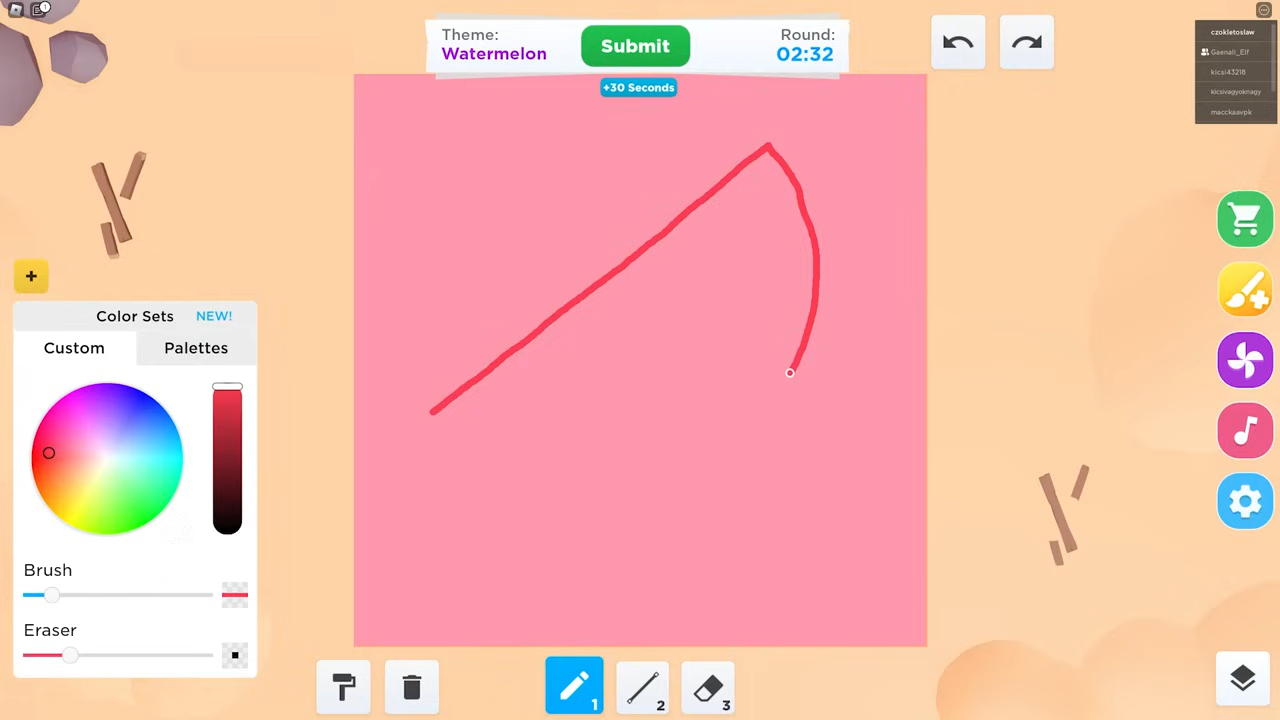 1
Theme:
Watermelon
Submit
Round:
02:32
+30 Seconds
czokletoslaw
Gaenali_Elf
kicsi43218
kicsivagyoknagy
macckaavpk
+
Color Sets
NEW!
Custom
Palettes
Brush
Eraser
1
2
3